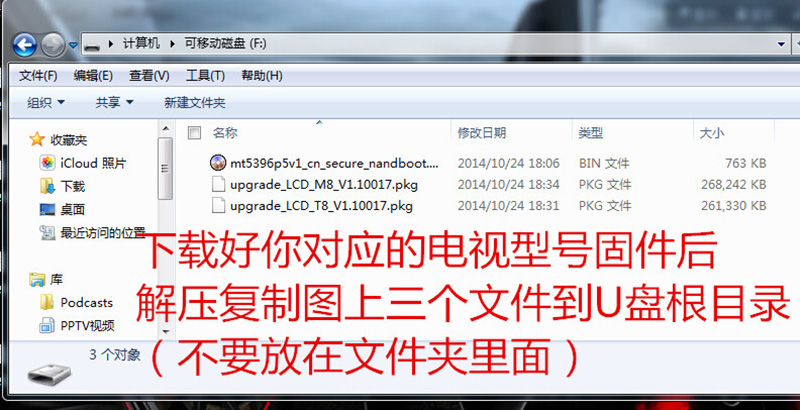 计算机 可移动磁盘 (F:)
文件(F) 编辑(E) 查看(V) 工具(T) 帮助(H)
组织 共享 新建文件夹
收藏夹
iCloud 照片
下载
桌面
最近访问的位置
库
Podcasts
PPTV视频
名称 修改日期 类型 大小
mt5396p5v1_cn_secure_nandboot.... 2014/10/24 18:06 BIN 文件 763 KB
upgrade_LCD_M8_V1.10017.pkg 2014/10/24 18:34 PKG 文件 268,242 KB
upgrade_LCD_T8_V1.10017.pkg 2014/10/24 18:31 PKG 文件 261,330 KB
下载好你对应的电视型号固件后
解压复制图上三个文件到U盘根目录
（不要放在文件夹里面）
3 个对象